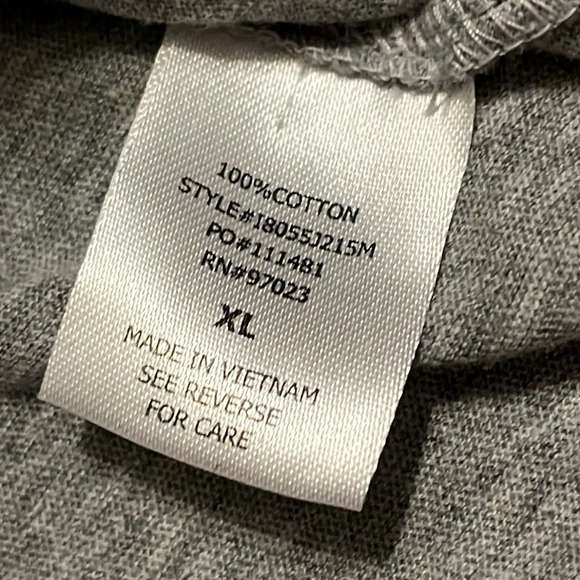 100%COTTON
STYLE#I8055J215M
PO#111481
RN#97023
XL
MADE IN VIETNAM
SEE REVERSE
FOR CARE